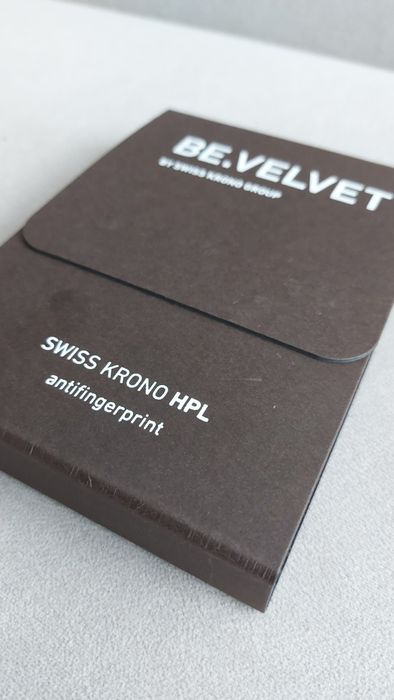 BE.VELVET
BY SWISS KRONO GROUP
SWISS KRONO HPL
antifingerprint